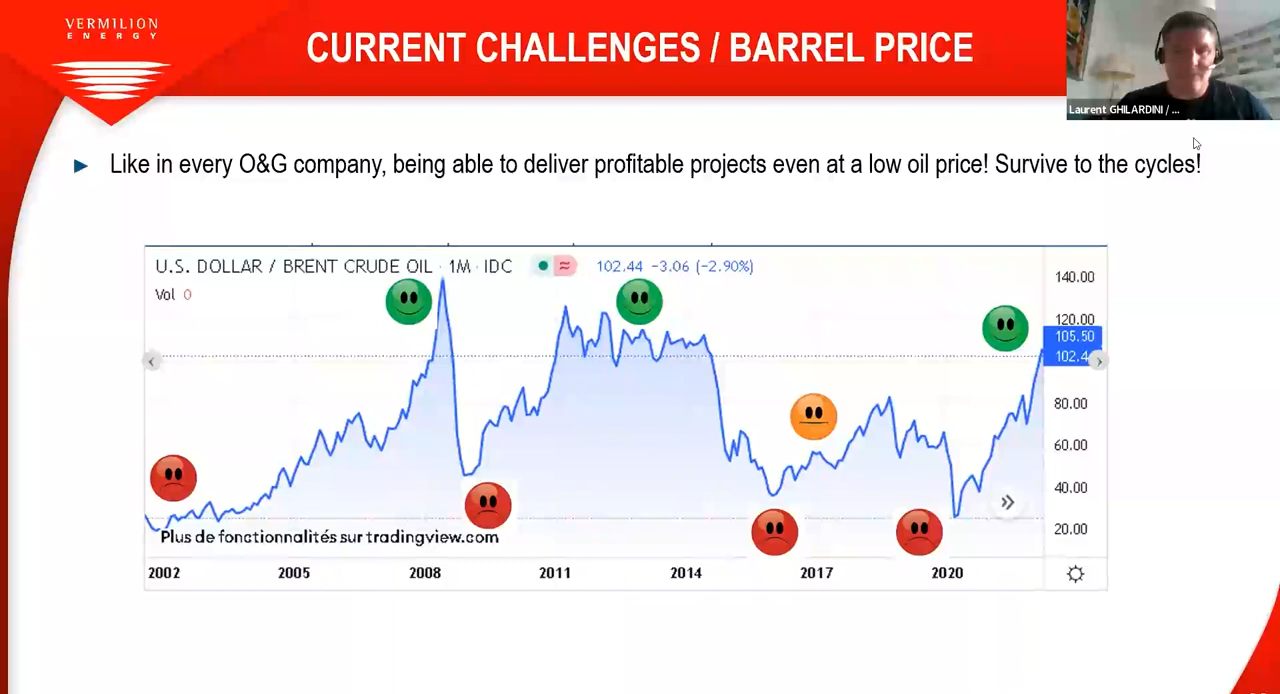 VERMILION
ENERGY
CURRENT CHALLENGES / BARREL PRICE
Laurent GHILARDINI / ...
Like in every O&G company, being able to deliver profitable projects even at a low oil price! Survive to the cycles!
U.S. DOLLAR / BRENT CRUDE OIL · 1M · IDC 102.44 −3.06 (−2.90%)
Vol 0
140.00
120.00
105.50
102.4
80.00
60.00
40.00
20.00
Plus de fonctionnalités sur tradingview.com
2002 2005 2008 2011 2014 2017 2020